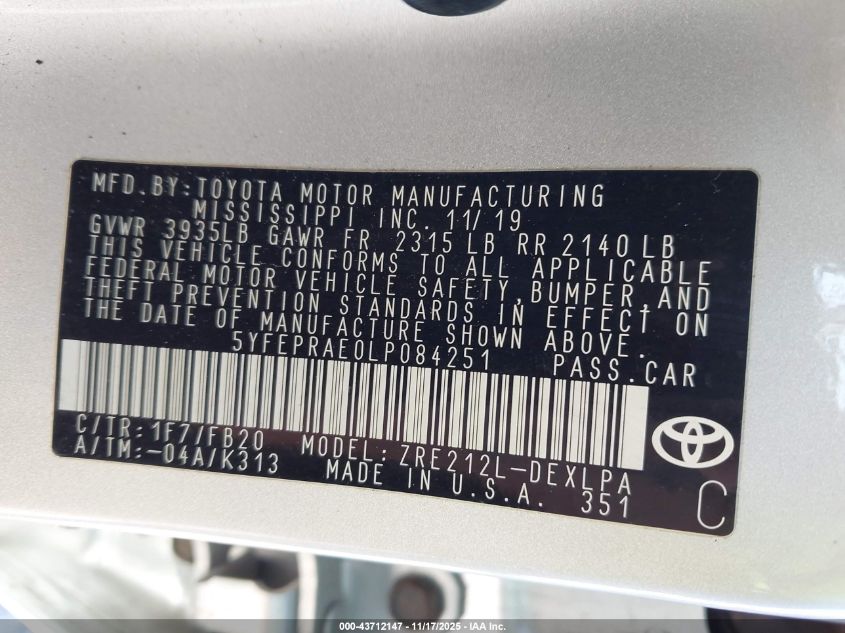 MFD. BY: TOYOTA MOTOR MANUFACTURING
MISSISSIPPI INC. 11/19
GVWR 3935LB GAWR FR 2315 LB RR 2140 LB
THIS VEHICLE CONFORMS TO ALL APPLICABLE
FEDERAL MOTOR VEHICLE SAFETY, BUMPER, AND
THEFT PREVENTION STANDARDS IN EFFECT ON
THE DATE OF MANUFACTURE SHOWN ABOVE.
5YFEPRAE0LP084251 PASS. CAR
C/TR: 1F7/FB20 MODEL: ZRE212L-DEXLPA
A/TM: -04A/K313 MADE IN U.S.A. 351
C
000-43712147 - 11/17/2025 - IAA Inc.